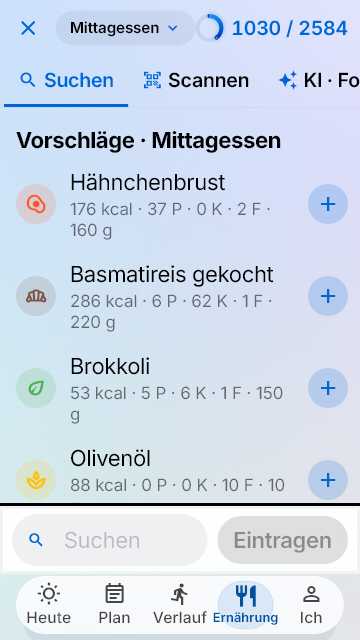 Mittagessen
1030 / 2584
Suchen
Scannen
KI · Fo
Vorschläge · Mittagessen
Hähnchenbrust
176 kcal · 37 P · 0 K · 2 F ·
160 g
Basmatireis gekocht
286 kcal · 6 P · 62 K · 1 F ·
220 g
Brokkoli
53 kcal · 5 P · 6 K · 1 F · 150
g
Olivenöl
88 kcal · 0 P · 0 K · 10 F · 10
Suchen
Eintragen
Heute
Plan
Verlauf
Ernährung
Ich